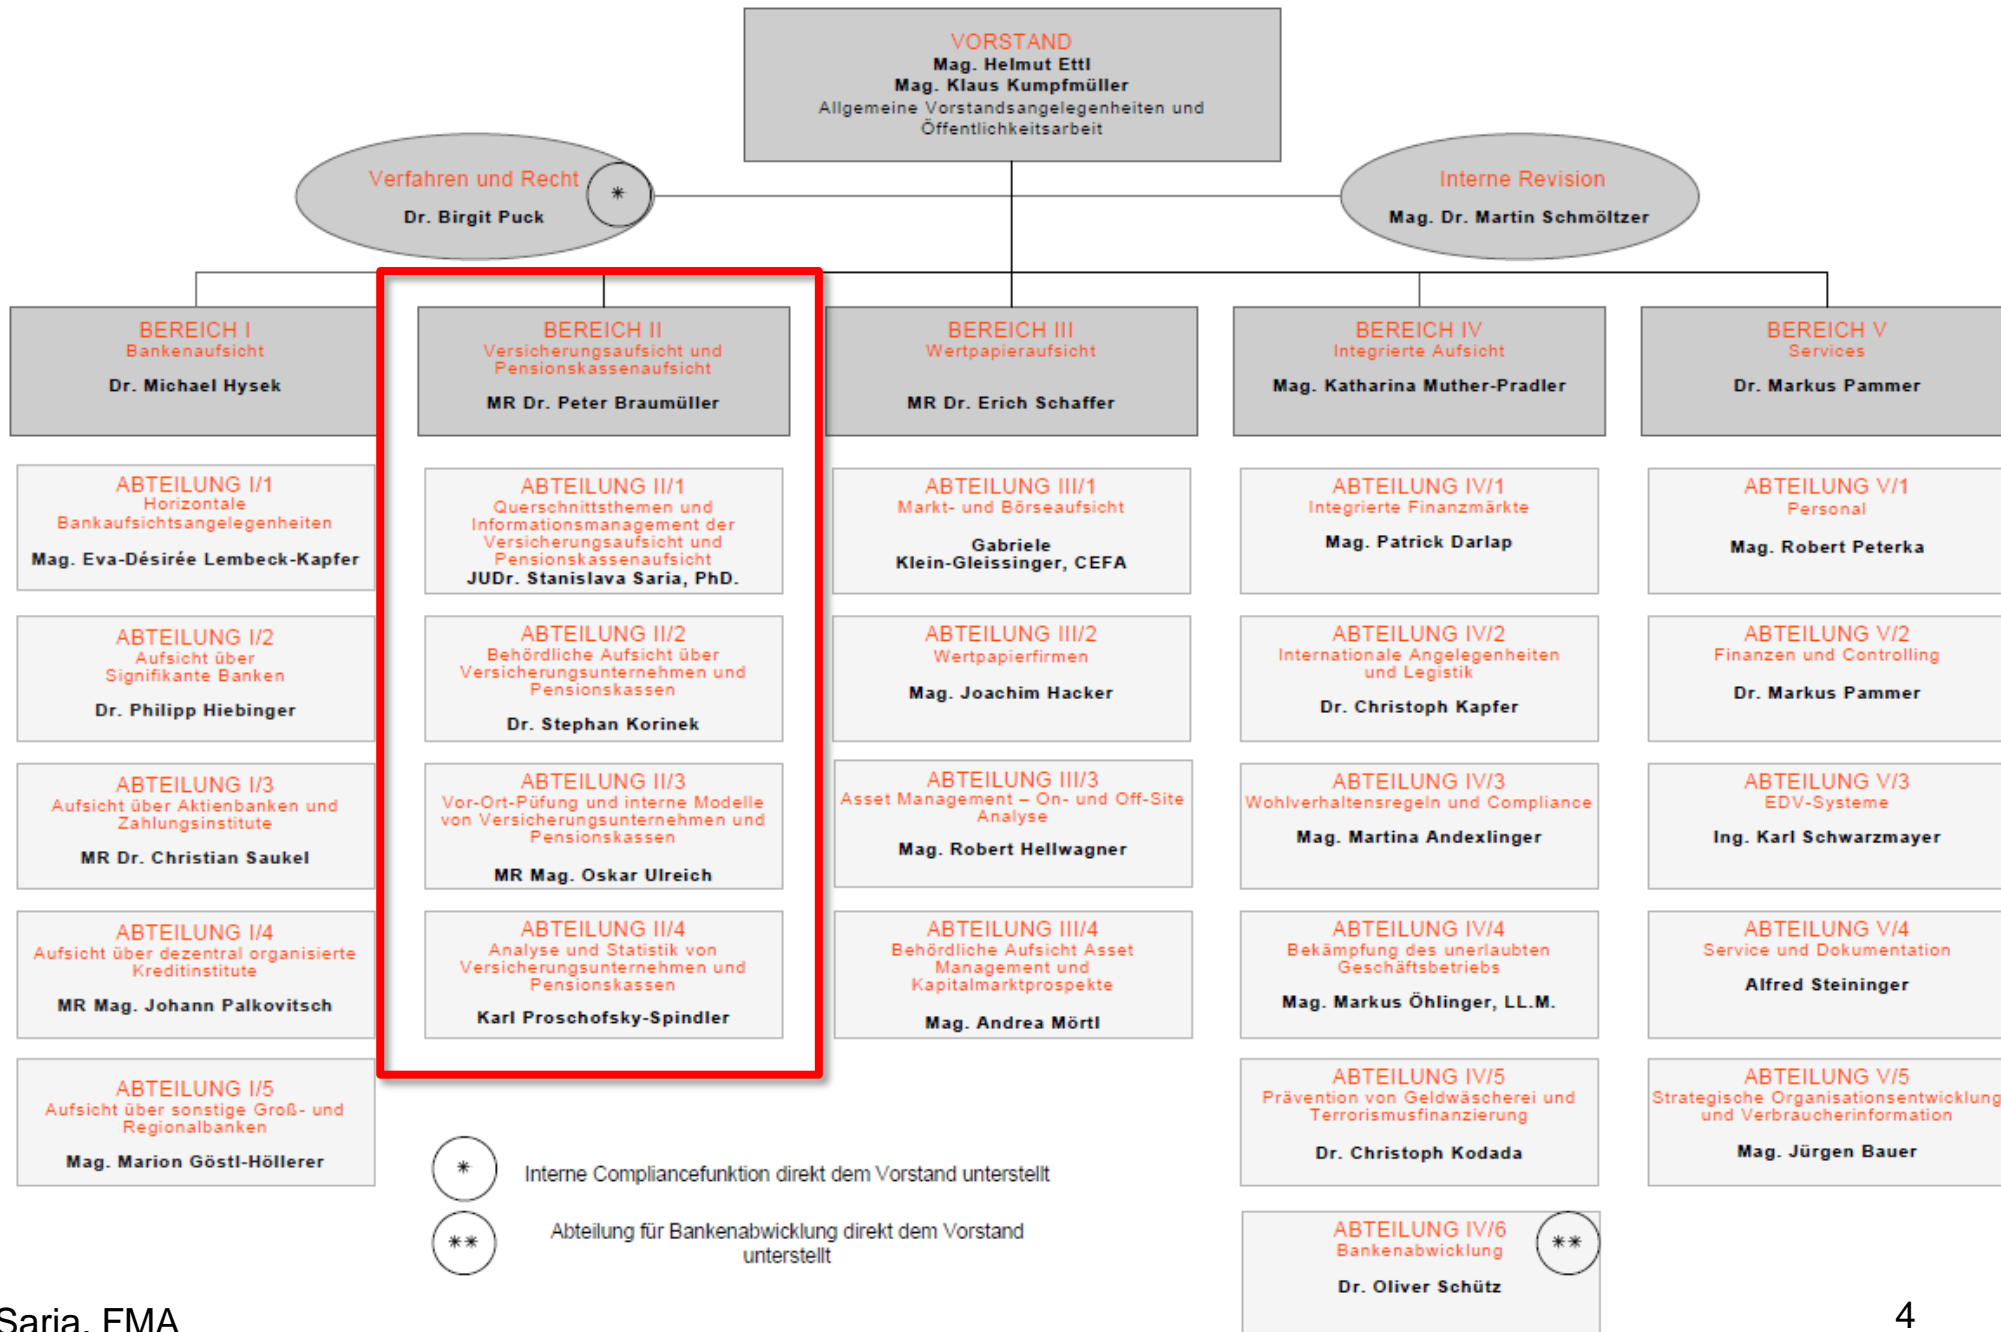 VORSTAND
Mag. Helmut Ettl
Mag. Klaus Kumpfmüller
Allgemeine Vorstandsangelegenheiten und
Öffentlichkeitsarbeit
Verfahren und Recht
*
Dr. Birgit Puck
Interne Revision
Mag. Dr. Martin Schmöltzer
BEREICH I
Bankenaufsicht
Dr. Michael Hysek
ABTEILUNG I/1
Horizontale
Bankaufsichtsangelegenheiten
Mag. Eva-Désirée Lembeck-Kapfer
ABTEILUNG I/2
Aufsicht über
Signifikante Banken
Dr. Philipp Hiebinger
ABTEILUNG I/3
Aufsicht über Aktienbanken und
Zahlungsinstitute
MR Dr. Christian Saukel
ABTEILUNG I/4
Aufsicht über dezentral organisierte
Kreditinstitute
MR Mag. Johann Palkovitsch
ABTEILUNG I/5
Aufsicht über sonstige Groß- und
Regionalbanken
Mag. Marion Göstl-Höllerer
BEREICH II
Versicherungsaufsicht und
Pensionskassenaufsicht
MR Dr. Peter Braumüller
ABTEILUNG II/1
Querschnittsthemen und
Informationsmanagement der
Versicherungsaufsicht und
Pensionskassenaufsicht
JUDr. Stanislava Saria, PhD.
ABTEILUNG II/2
Behördliche Aufsicht über
Versicherungsunternehmen und
Pensionskassen
Dr. Stephan Korinek
ABTEILUNG II/3
Vor-Ort-Püfung und interne Modelle
von Versicherungsunternehmen und
Pensionskassen
MR Mag. Oskar Ulreich
ABTEILUNG II/4
Analyse und Statistik von
Versicherungsunternehmen und
Pensionskassen
Karl Proschofsky-Spindler
BEREICH III
Wertpapieraufsicht
MR Dr. Erich Schaffer
ABTEILUNG III/1
Markt- und Börseaufsicht
Gabriele
Klein-Gleissinger, CEFA
ABTEILUNG III/2
Wertpapierfirmen
Mag. Joachim Hacker
ABTEILUNG III/3
Asset Management – On- und Off-Site
Analyse
Mag. Robert Hellwagner
ABTEILUNG III/4
Behördliche Aufsicht Asset
Management und
Kapitalmarktprospekte
Mag. Andrea Mörtl
BEREICH IV
Integrierte Aufsicht
Mag. Katharina Muther-Pradler
ABTEILUNG IV/1
Integrierte Finanzmärkte
Mag. Patrick Darlap
ABTEILUNG IV/2
Internationale Angelegenheiten
und Legistik
Dr. Christoph Kapfer
ABTEILUNG IV/3
Wohlverhaltensregeln und Compliance
Mag. Martina Andexlinger
ABTEILUNG IV/4
Bekämpfung des unerlaubten
Geschäftsbetriebs
Mag. Markus Öhlinger, LL.M.
ABTEILUNG IV/5
Prävention von Geldwäscherei und
Terrorismusfinanzierung
Dr. Christoph Kodada
ABTEILUNG IV/6
Bankenabwicklung
**
Dr. Oliver Schütz
BEREICH V
Services
Dr. Markus Pammer
ABTEILUNG V/1
Personal
Mag. Robert Peterka
ABTEILUNG V/2
Finanzen und Controlling
Dr. Markus Pammer
ABTEILUNG V/3
EDV-Systeme
Ing. Karl Schwarzmayer
ABTEILUNG V/4
Service und Dokumentation
Alfred Steininger
ABTEILUNG V/5
Strategische Organisationsentwicklung
und Verbraucherinformation
Mag. Jürgen Bauer
* Interne Compliancefunktion direkt dem Vorstand unterstellt
** Abteilung für Bankenabwicklung direkt dem Vorstand
unterstellt
Saria, FMA
4